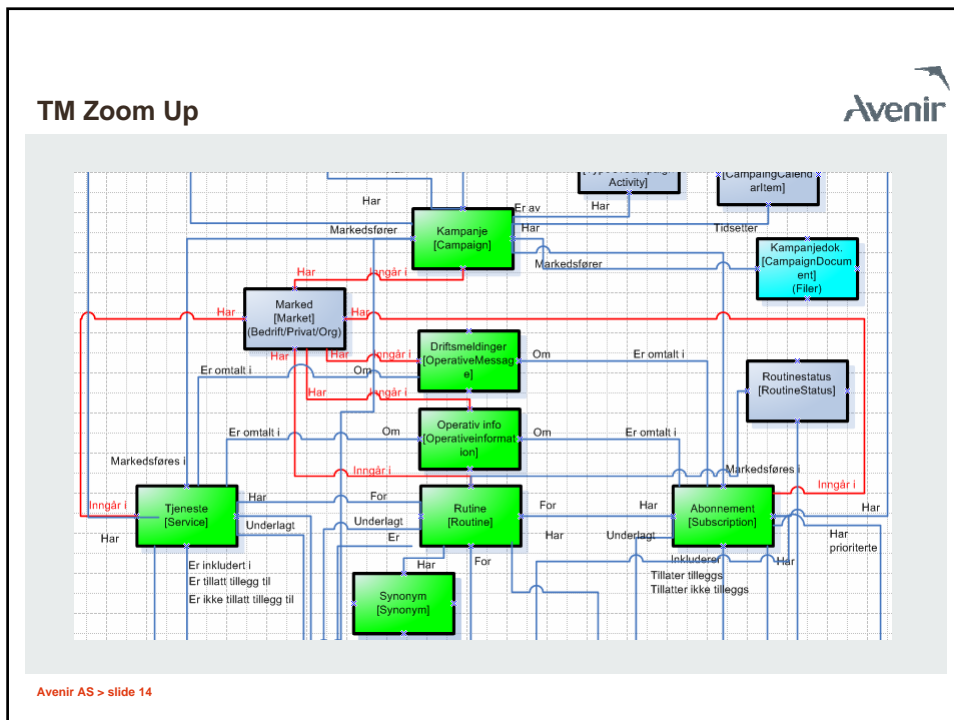 TM Zoom Up
Avenir
Activity]
[CampaingCalend
arItem]
Har
Er av
Har
Markedsfører
Kampanje
[Campaign]
Har
Tidsetter
Markedsfører
Kampanjedok.
[CampaignDocum
ent]
(Filer)
Har
Inngår i
Marked
[Market]
(Bedrift/Privat/Org)
Har
Har
Har
Har
Inngår i
Driftsmeldinger
[OperativeMessag
e]
Om
Er omtalt i
Er omtalt i
Om
Routinestatus
[RoutineStatus]
Har
Inngår i
Operativ info
[Operativeinformat
ion]
Er omtalt i
Om
Om
Er omtalt i
Markedsføres i
Inngår i
Markedsføres i
Inngår i
Inngår i
Tjeneste
[Service]
Har
For
Rutine
[Routine]
For
Har
Abonnement
[Subscription]
Har
Har
Underlagt
Underlagt
Er
Har
Underlagt
Har
prioriterte
Har
For
Inkluderer
Har
Er inkludert i
Er tillatt tillegg til
Er ikke tillatt tillegg til
Tillater tilleggs
Tillatter ikke tilleggs
Synonym
[Synonym]
Avenir AS > slide 14